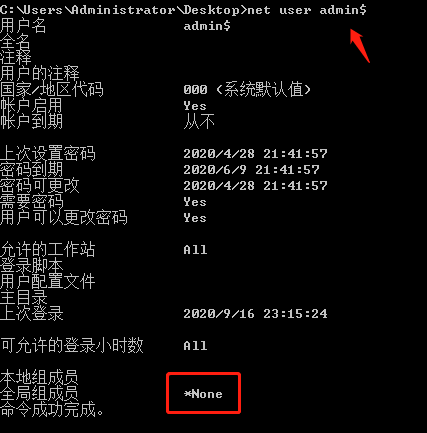 C:\Users\Administrator\Desktop>net user admin$
用户名 admin$
全名
注释
用户的注释
国家/地区代码 000 (系统默认值)
帐户启用 Yes
帐户到期 从不
上次设置密码 2020/4/28 21:41:57
密码到期 2020/6/9 21:41:57
密码可更改 2020/4/28 21:41:57
需要密码 Yes
用户可以更改密码 Yes
允许的工作站 All
登录脚本
用户配置文件
主目录
上次登录 2020/9/16 23:15:24
可允许的登录小时数 All
本地组成员
全局组成员 *None
命令成功完成。